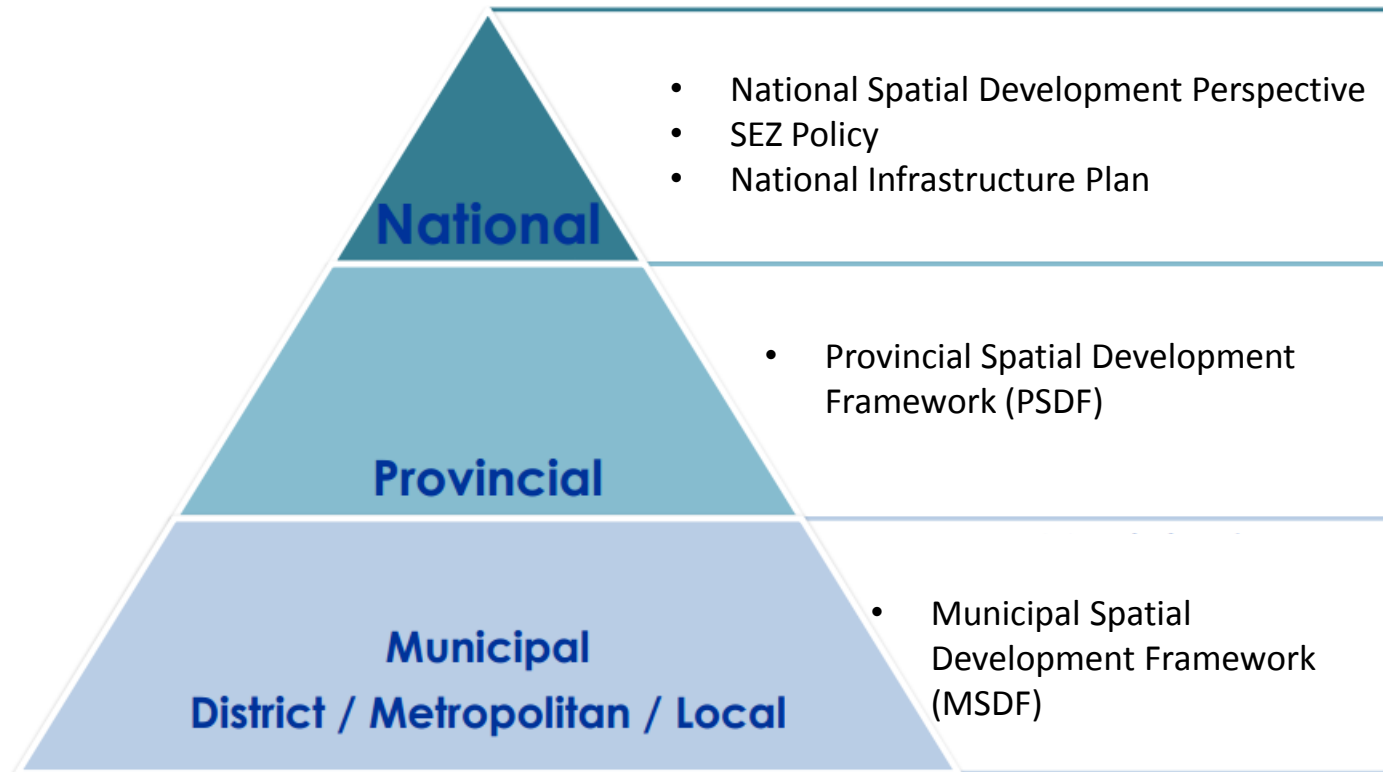 • National Spatial Development Perspective
• SEZ Policy
• National Infrastructure Plan
National
• Provincial Spatial Development
Framework (PSDF)
Provincial
• Municipal Spatial
Development Framework
(MSDF)
Municipal
District / Metropolitan / Local